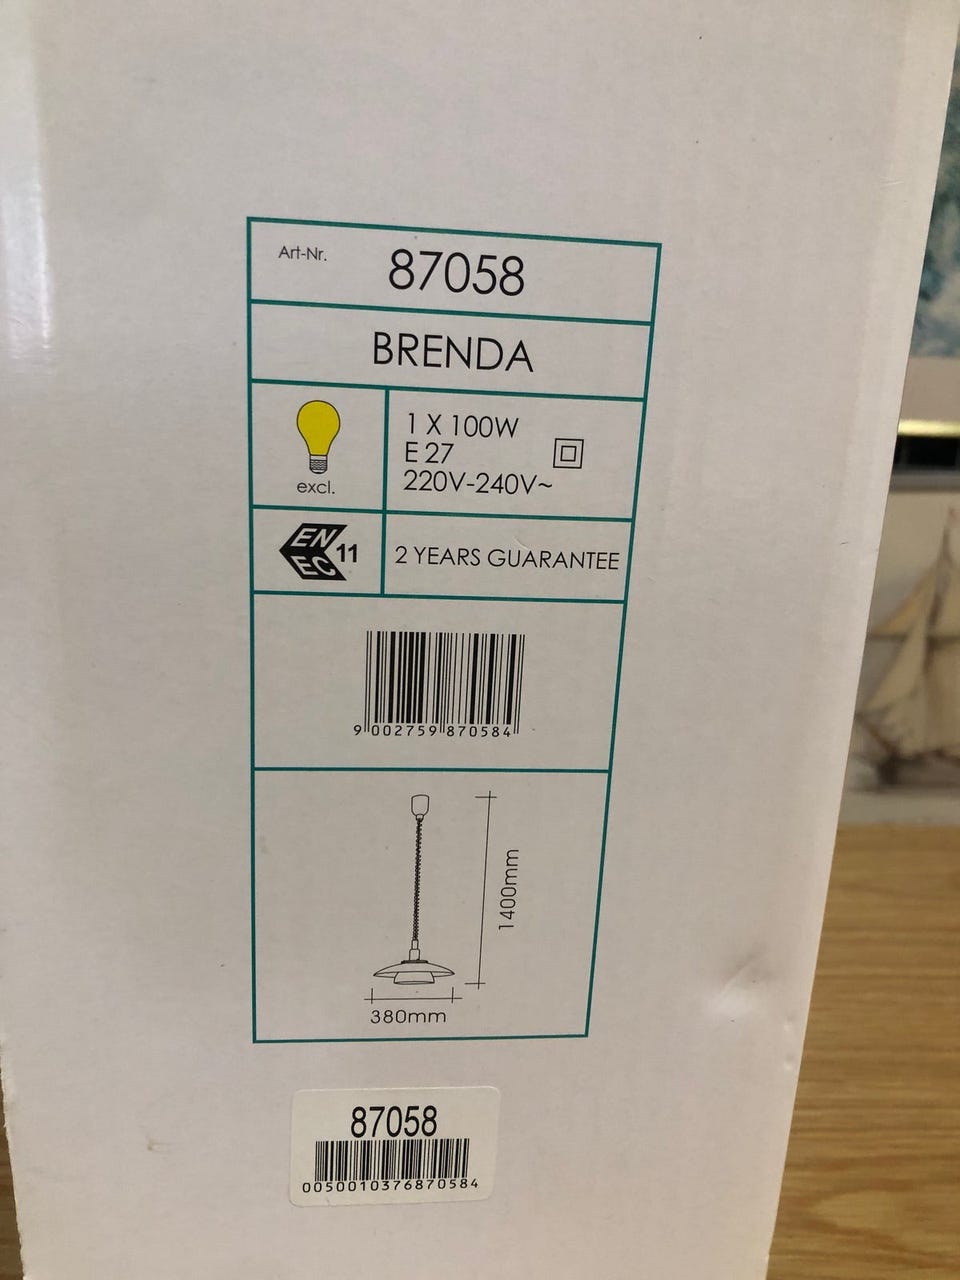 Art-Nr. 87058
BRENDA
1 X 100W
E 27
220V-240V~
excl.
EN
EC 11
2 YEARS GUARANTEE
9 002759 870584
1400mm
380mm
87058
0050010376870584